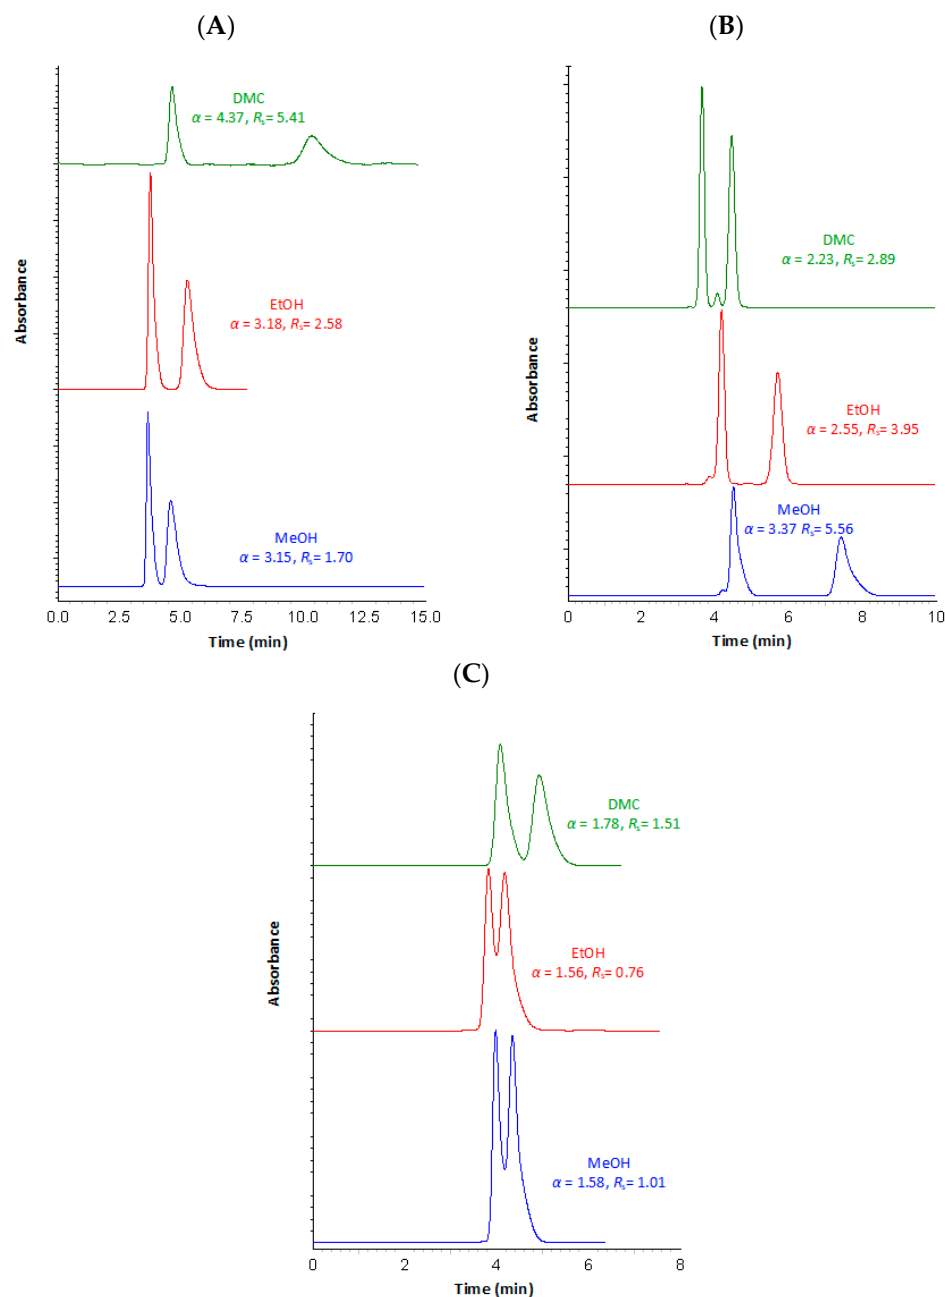 (A)
DMC
α = 4.37, Rs= 5.41
EtOH
α = 3.18, Rs= 2.58
MeOH
α = 3.15, Rs= 1.70
Absorbance
0.0 2.5 5.0 7.5 10.0 12.5 15.0
Time (min)
(B)
DMC
α = 2.23, Rs= 2.89
EtOH
α = 2.55, Rs= 3.95
MeOH
α = 3.37 Rs= 5.56
Absorbance
0 2 4 6 8 10
Time (min)
(C)
DMC
α = 1.78, Rs= 1.51
EtOH
α = 1.56, Rs= 0.76
MeOH
α = 1.58, Rs= 1.01
Absorbance
0 2 4 6 8
Time (min)